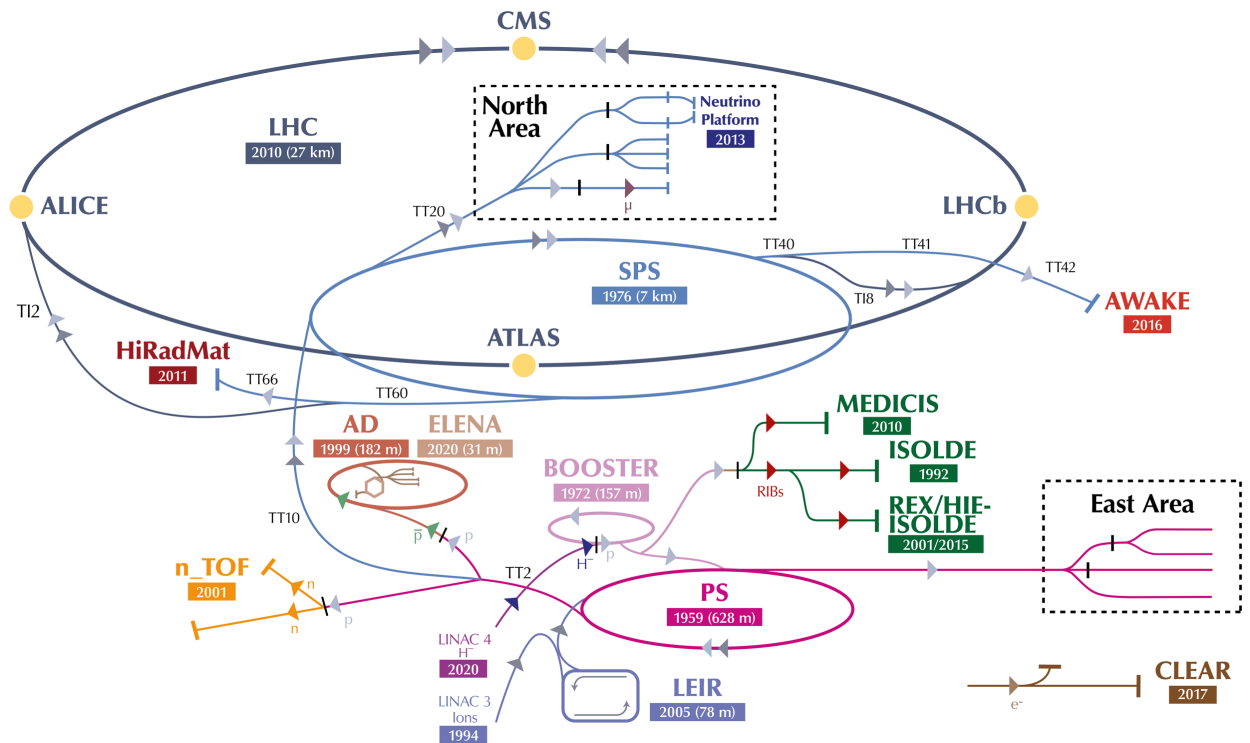 CMS
North
Area
Neutrino
Platform
2013
LHC
2010 (27 km)
ALICE
TT20
µ
LHCb
TT40
TT41
TT42
SPS
1976 (7 km)
TI8
AWAKE
2016
TI2
ATLAS
HiRadMat
2011
TT66
TT60
AD
1999 (182 m)
ELENA
2020 (31 m)
MEDICIS
2010
BOOSTER
1972 (157 m)
ISOLDE
1992
RIBs
REX/HIE-
ISOLDE
2001/2015
East Area
TT10
p̅
p
H⁻
p
n_TOF
2001
n
n
p
TT2
PS
1959 (628 m)
LINAC 4
H⁻
2020
LINAC 3
Ions
1994
LEIR
2005 (78 m)
e⁻
CLEAR
2017